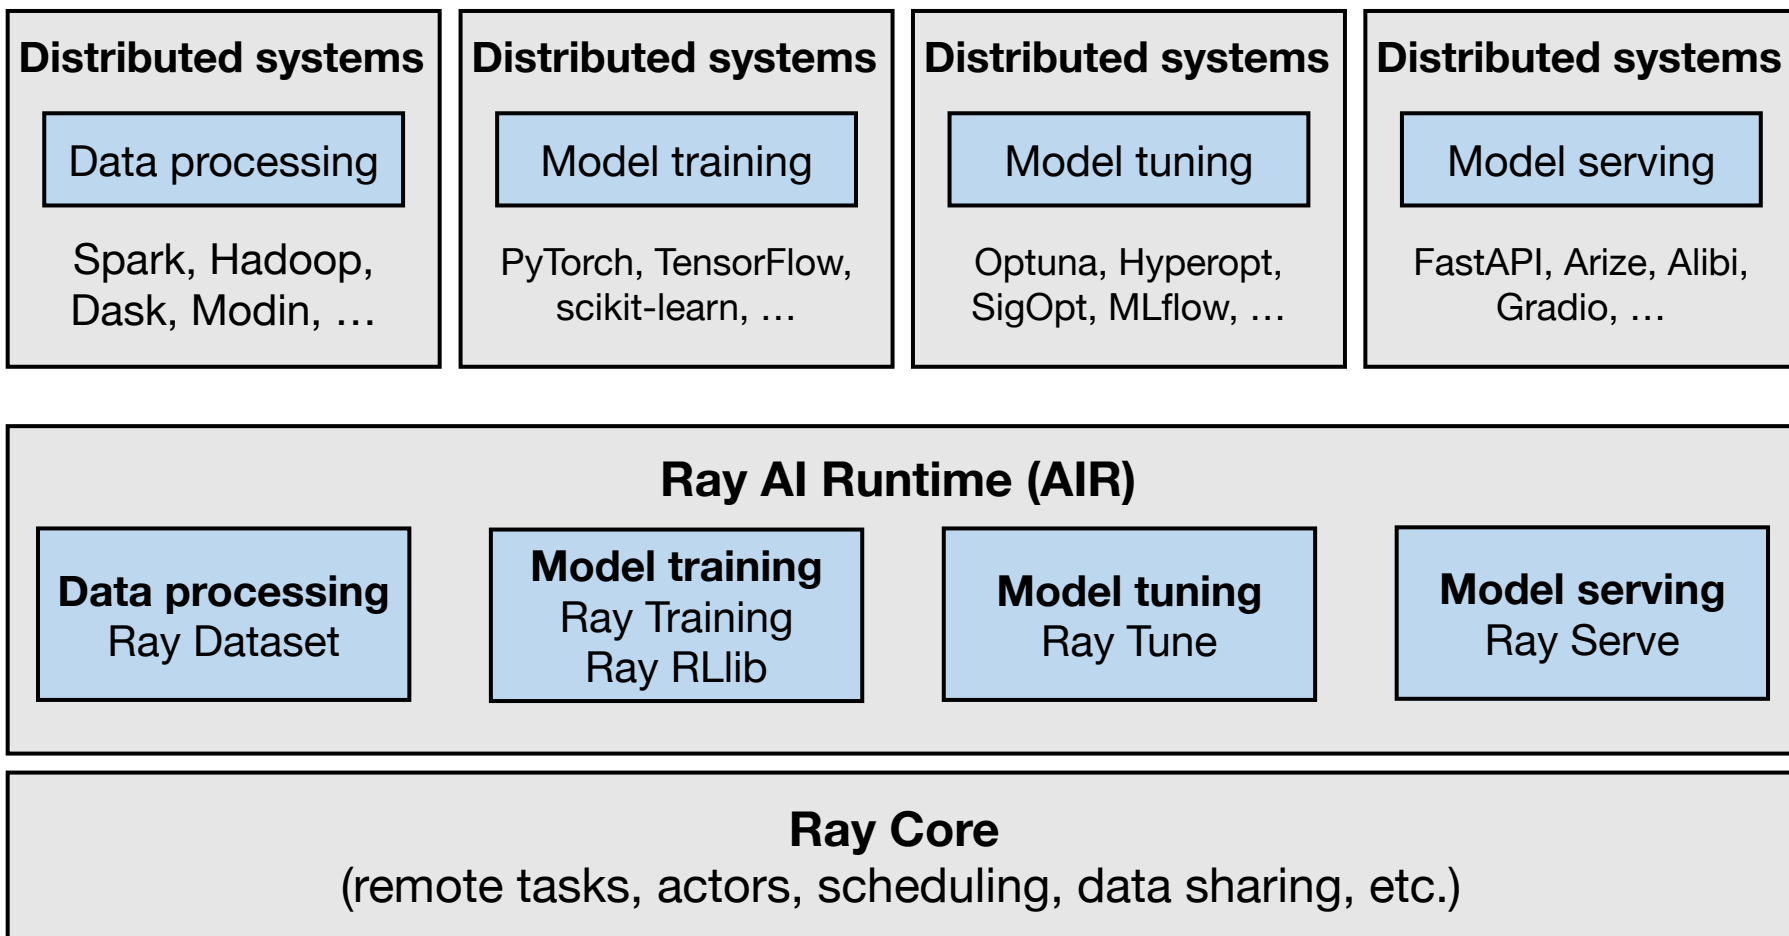 Distributed systems
Data processing
Spark, Hadoop,
Dask, Modin, …
Distributed systems
Model training
PyTorch, TensorFlow,
scikit-learn, …
Distributed systems
Model tuning
Optuna, Hyperopt,
SigOpt, MLflow, …
Distributed systems
Model serving
FastAPI, Arize, Alibi,
Gradio, …
Ray AI Runtime (AIR)
Data processing
Ray Dataset
Model training
Ray Training
Ray RLlib
Model tuning
Ray Tune
Model serving
Ray Serve
Ray Core
(remote tasks, actors, scheduling, data sharing, etc.)